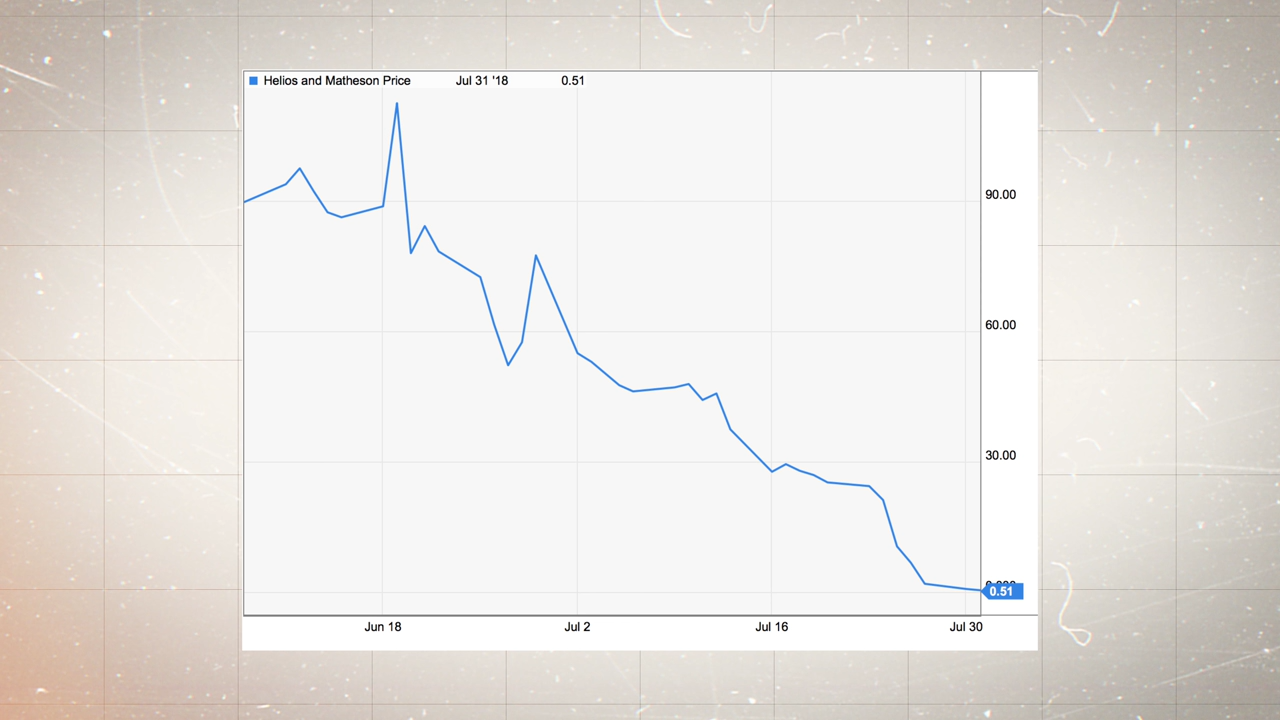 Helios and Matheson Price Jul 31 '18 0.51
90.00
60.00
30.00
0.51
Jun 18 Jul 2 Jul 16 Jul 30